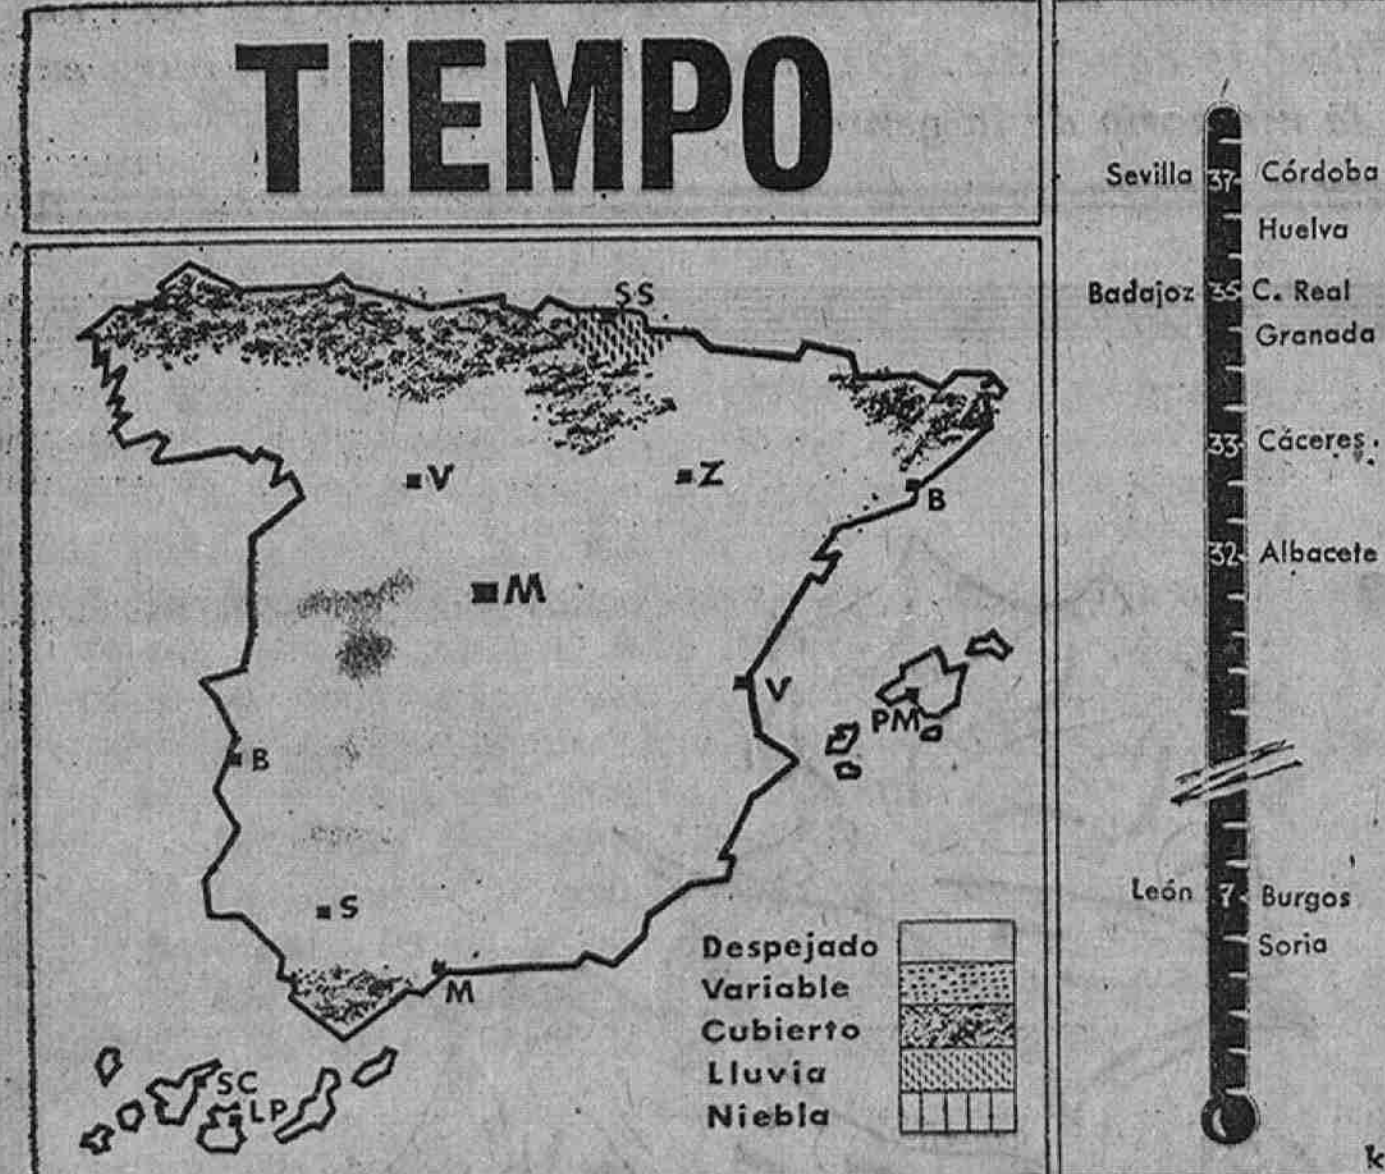 TIEMPO
SS
V
Z
B
M
V
PM
B
S
M
SC
LP
Despejado
Variable
Cubierto
Lluvia
Niebla
Sevilla 37 Córdoba
Huelva
Badajoz 35 C. Real
Granada
33 Cáceres
32 Albacete
León 7 Burgos
Soria
k